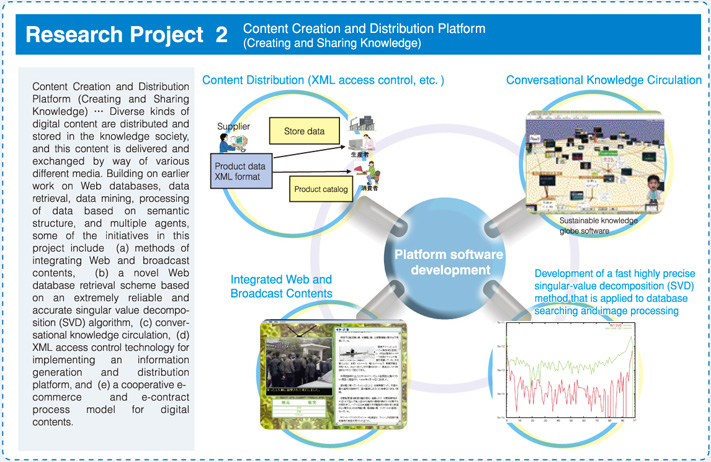 Research Project 2
Content Creation and Distribution Platform
(Creating and Sharing Knowledge)
Content Creation and Distribution
Platform (Creating and Sharing
Knowledge) ··· Diverse kinds of
digital content are distributed and
stored in the knowledge society,
and this content is delivered and
exchanged by way of various
different media. Building on earlier
work on Web databases, data
retrieval, data mining, processing
of data based on semantic
structure, and multiple agents,
some of the initiatives in this
project include (a) methods of
integrating Web and broadcast
contents, (b) a novel Web
database retrieval scheme based
on an extremely reliable and
accurate singular value decompo-
sition (SVD) algorithm, (c) conver-
sational knowledge circulation, (d)
XML access control technology for
implementing an information
generation and distribution
platform, and (e) a cooperative e-
commerce and e-contract
process model for digital
contents.
Content Distribution (XML access control, etc. )
Supplier
Store data
生産者
Product data
XML format
Product catalog
消費者
Conversational Knowledge Circulation
Sustainable knowledge
globe software
Platform software
development
Integrated Web and
Broadcast Contents
Development of a fast highly precise
singular-value decomposition (SVD)
method,that is applied to database
searching and image processing